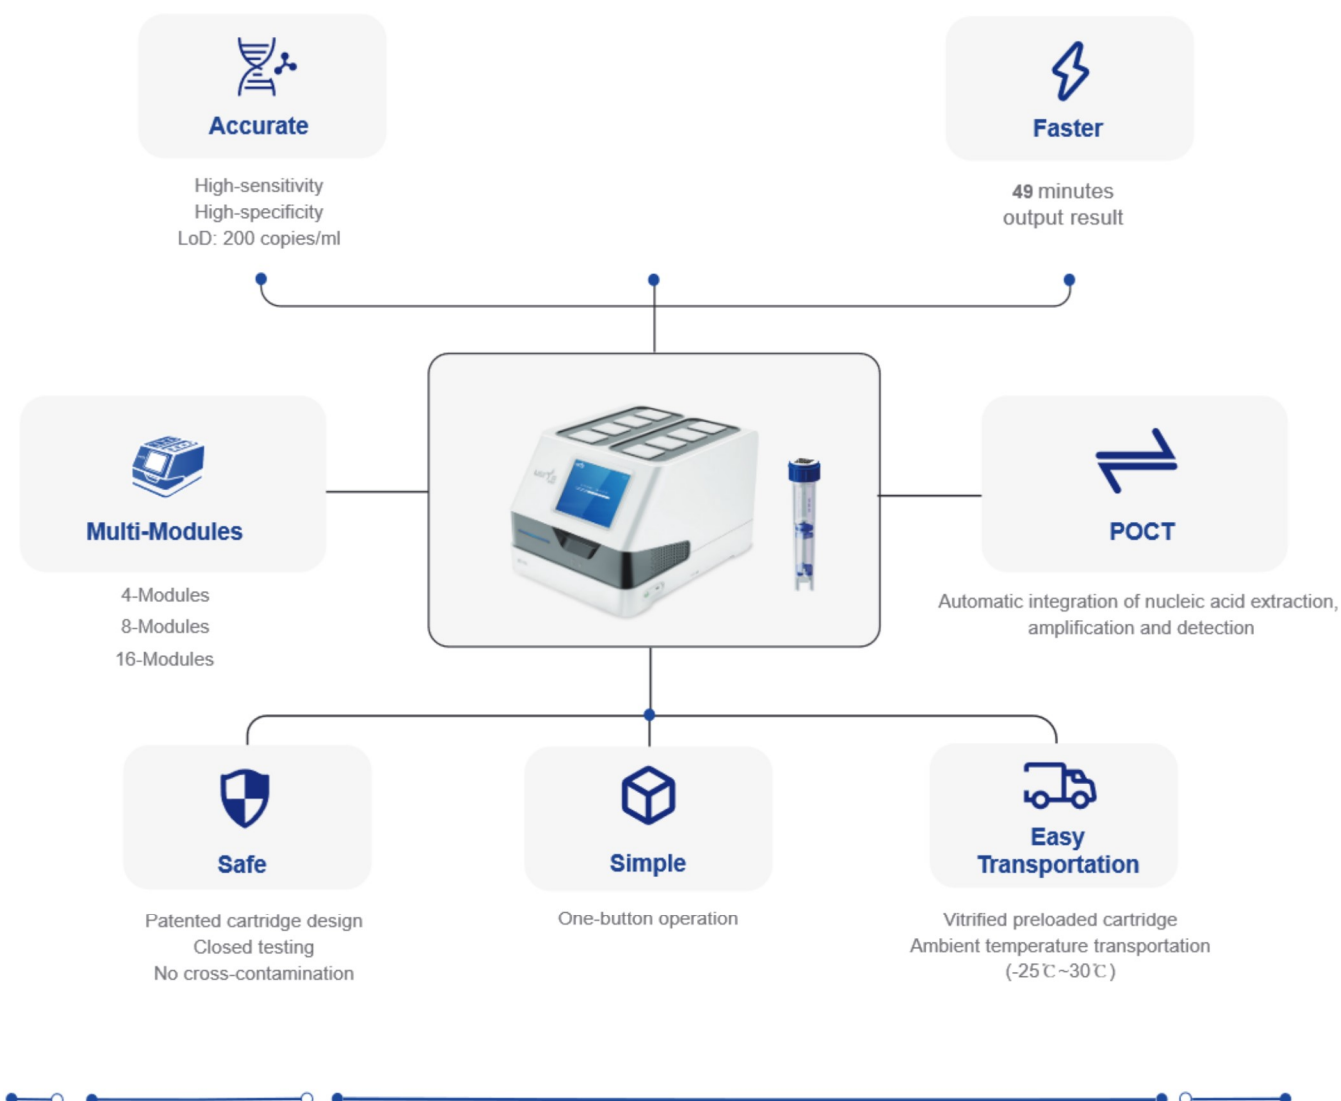 Accurate
High-sensitivity
High-specificity
LoD: 200 copies/ml
Faster
49 minutes
output result
Multi-Modules
4-Modules
8-Modules
16-Modules
POCT
Automatic integration of nucleic acid extraction,
amplification and detection
Safe
Patented cartridge design
Closed testing
No cross-contamination
Simple
One-button operation
Easy
Transportation
Vitrified preloaded cartridge
Ambient temperature transportation
(-25℃~30℃)